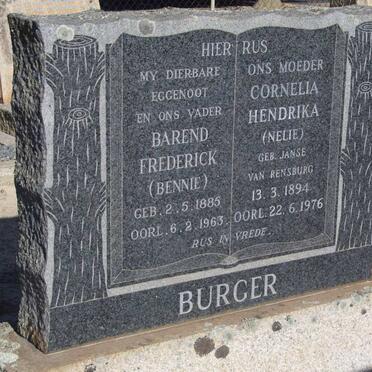 HIER RUS
MY DIERBARE
EGGENOOT
EN ONS VADER
BAREND
FREDERICK
(BENNIE)
GEB. 2.5.1885
OORL. 6.2.1963
ONS MOEDER
CORNELIA
HENDRIKA
(NELIE)
GEB. JANSE
VAN RENSBURG
13.3.1894
OORL. 22.6.1976
RUS IN VREDE.
BURGER